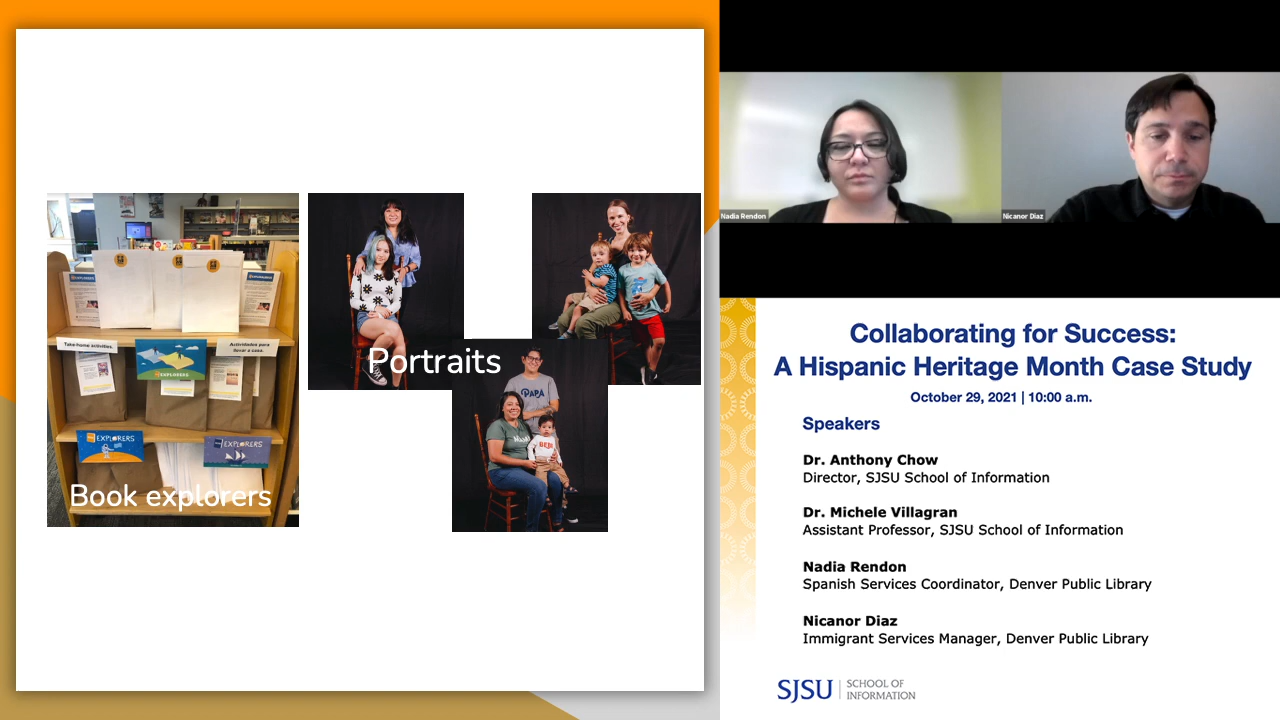 Take-home activities.
Actividades para
llevar a casa.
EXPLORERS
EXPLORERS
EXPLORERS
Book explorers
Portraits
PAPA
Nadia Rendon
Nicanor Diaz
Collaborating for Success:
A Hispanic Heritage Month Case Study
October 29, 2021 | 10:00 a.m.
Speakers
Dr. Anthony Chow
Director, SJSU School of Information
Dr. Michele Villagran
Assistant Professor, SJSU School of Information
Nadia Rendon
Spanish Services Coordinator, Denver Public Library
Nicanor Diaz
Immigrant Services Manager, Denver Public Library
SJSU | SCHOOL OF
INFORMATION